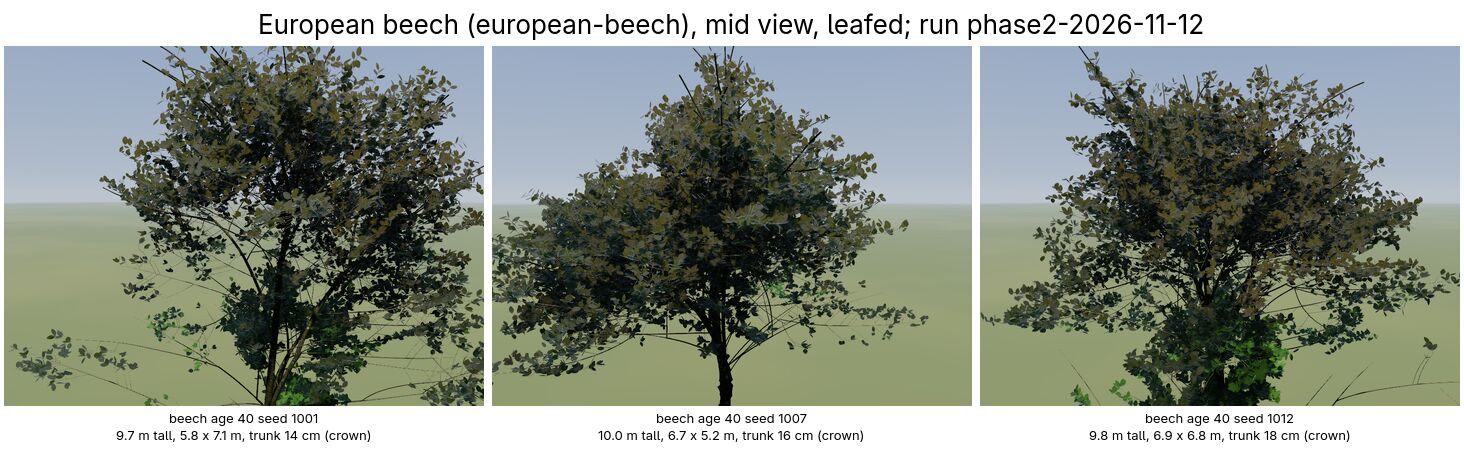 European beech (european-beech), mid view, leafed; run phase2-2026-11-12
beech age 40 seed 1001
9.7 m tall, 5.8 x 7.1 m, trunk 14 cm (crown)
beech age 40 seed 1007
10.0 m tall, 6.7 x 5.2 m, trunk 16 cm (crown)
beech age 40 seed 1012
9.8 m tall, 6.9 x 6.8 m, trunk 18 cm (crown)